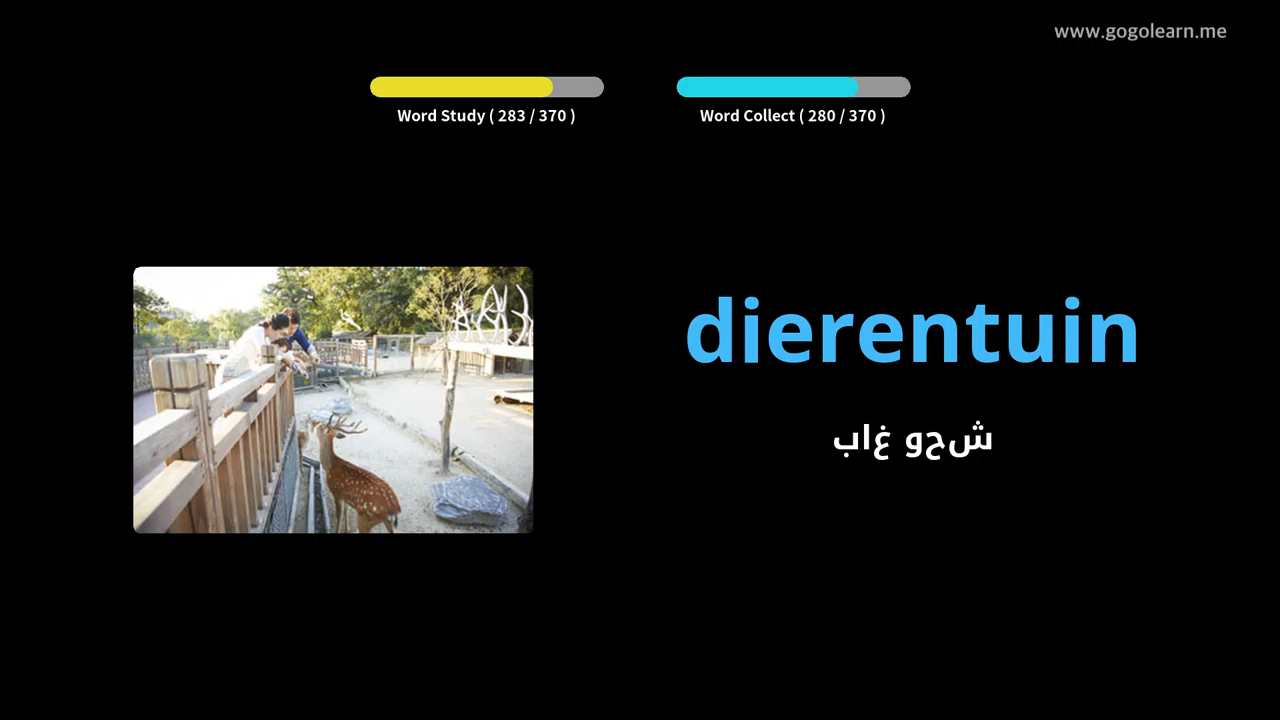 www.gogolearn.me
Word Study ( 283 / 370 )
Word Collect ( 280 / 370 )
dierentuin
شحو غاب